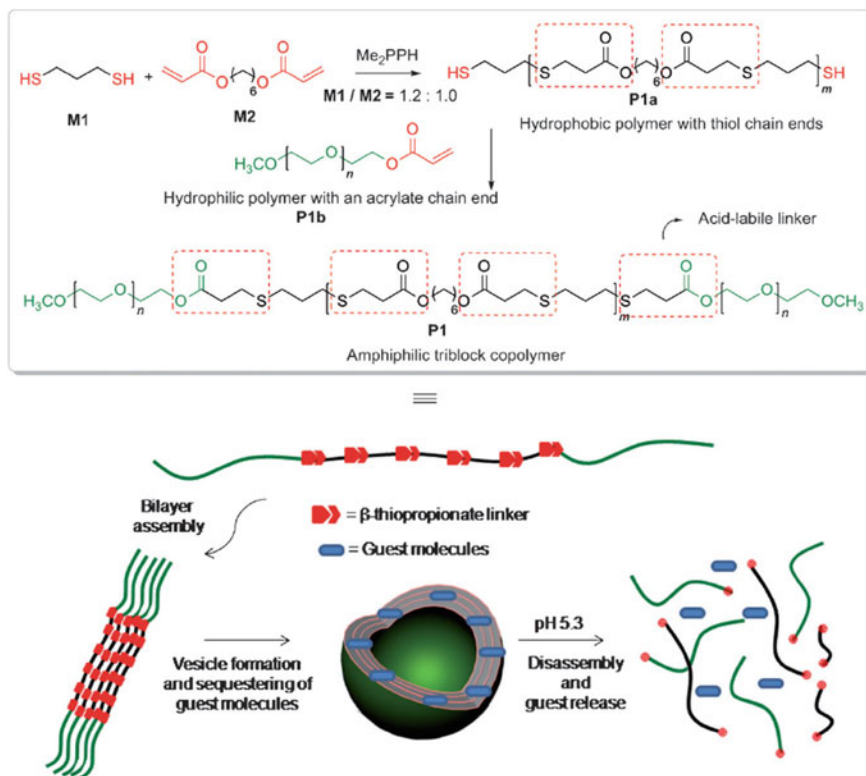 HS
SH
+
O
O
O
O
6
M1
M2
Me2PPH
M1 / M2 = 1.2 : 1.0
HS
S
O
O
6
O
O
S
m
SH
P1a
Hydrophobic polymer with thiol chain ends
H3CO
O
n
O
O
Hydrophilic polymer with an acrylate chain end
P1b
Acid-labile linker
CH3O
O
n
O
O
S
S
O
O
6
O
O
S
m
S
O
O
O
n
OCH3
P1
Amphiphilic triblock copolymer
Bilayer
assembly
= β-thiopropionate linker
= Guest molecules
Vesicle formation
and sequestering of
guest molecules
pH 5.3
Disassembly
and
guest release